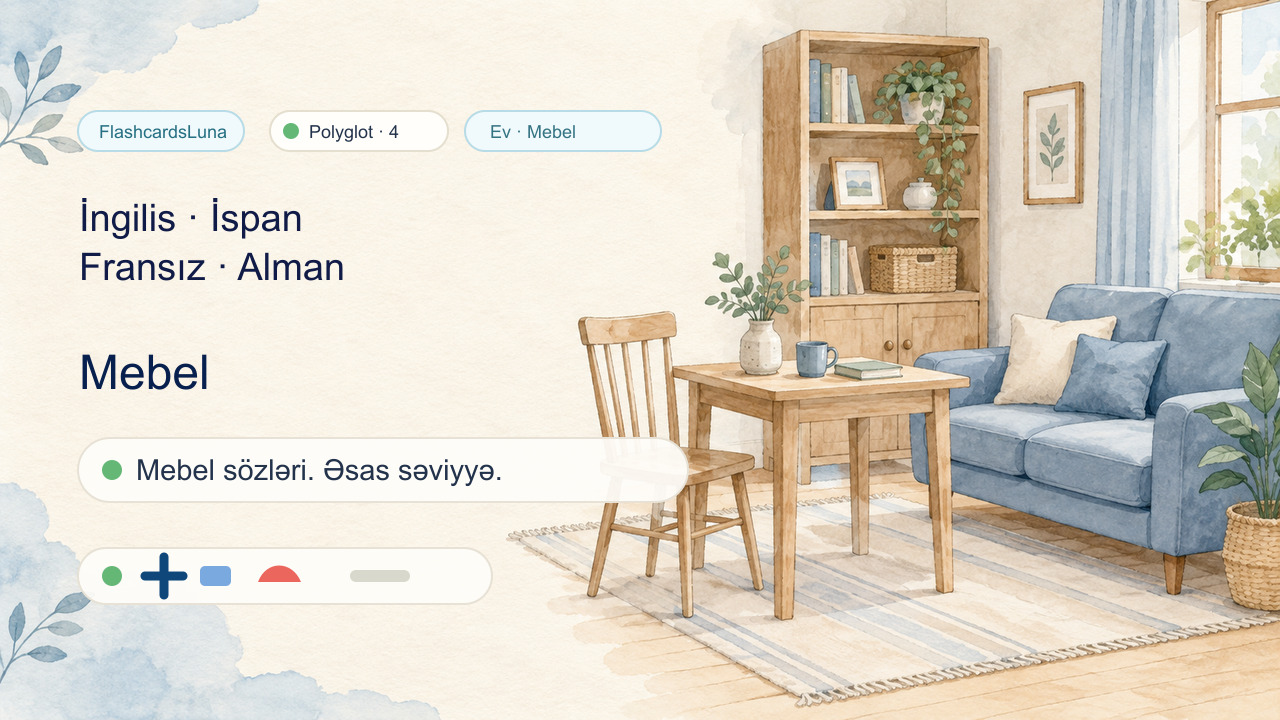 FlashcardsLuna
Polyglot · 4
Ev · Mebel
İngilis · İspan
Fransız · Alman
Mebel
Mebel sözləri. Əsas səviyyə.